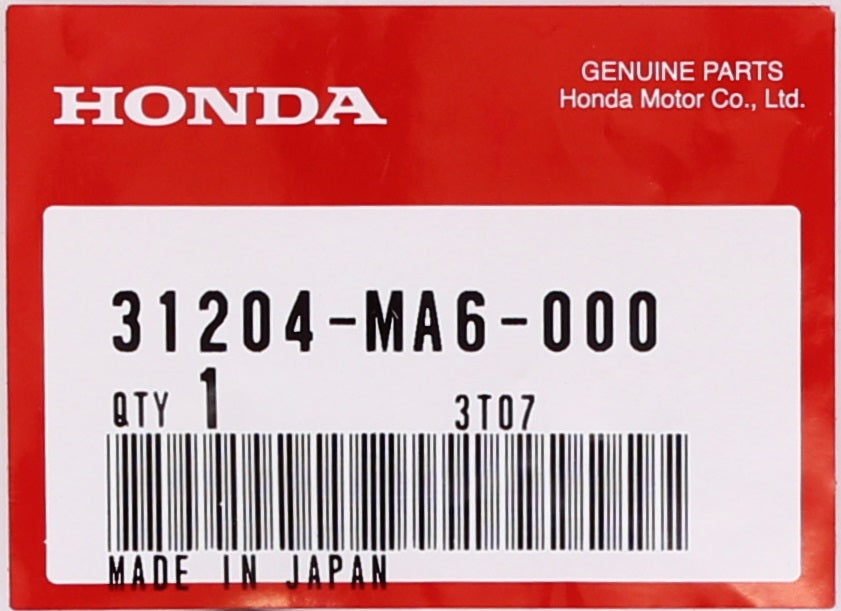 HONDA
GENUINE PARTS
Honda Motor Co., Ltd.
31204-MA6-000
QTY 1 3T07
MADE IN JAPAN